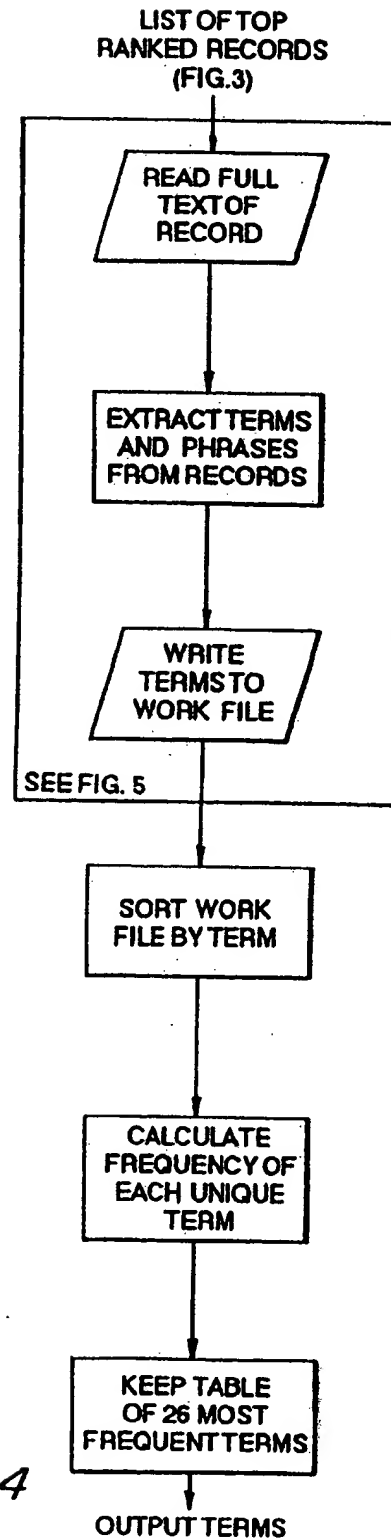 LIST OF TOP
RANKED RECORDS
(FIG.3)
READ FULL
TEXT OF
RECORD
EXTRACT TERMS
AND PHRASES
FROM RECORDS
WRITE
TERMS TO
WORK FILE
SEE FIG. 5
SORT WORK
FILE BY TERM
CALCULATE
FREQUENCY OF
EACH UNIQUE
TERM
KEEP TABLE
OF 26 MOST
FREQUENT TERMS
4
OUTPUT TERMS